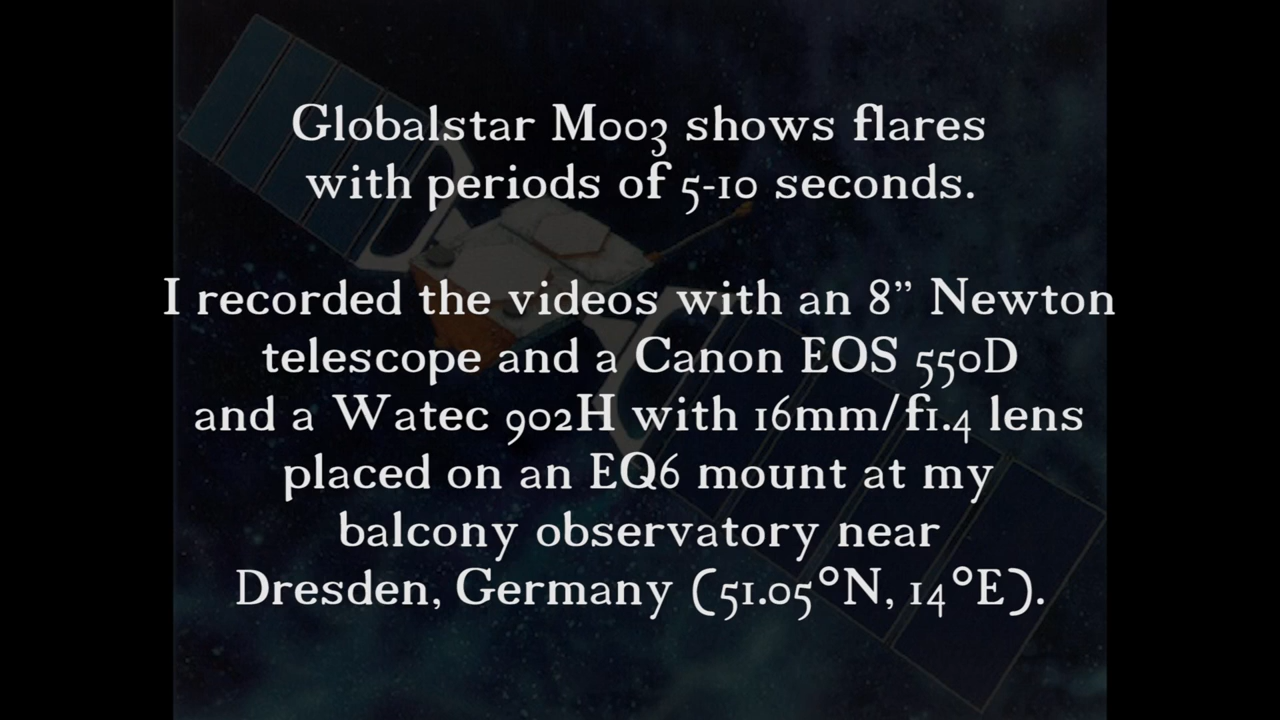 Globalstar M003 shows flares
with periods of 5-10 seconds.
I recorded the videos with an 8” Newton
telescope and a Canon EOS 550D
and a Watec 902H with 16mm/f1.4 lens
placed on an EQ6 mount at my
balcony observatory near
Dresden, Germany (51.05°N, 14°E).